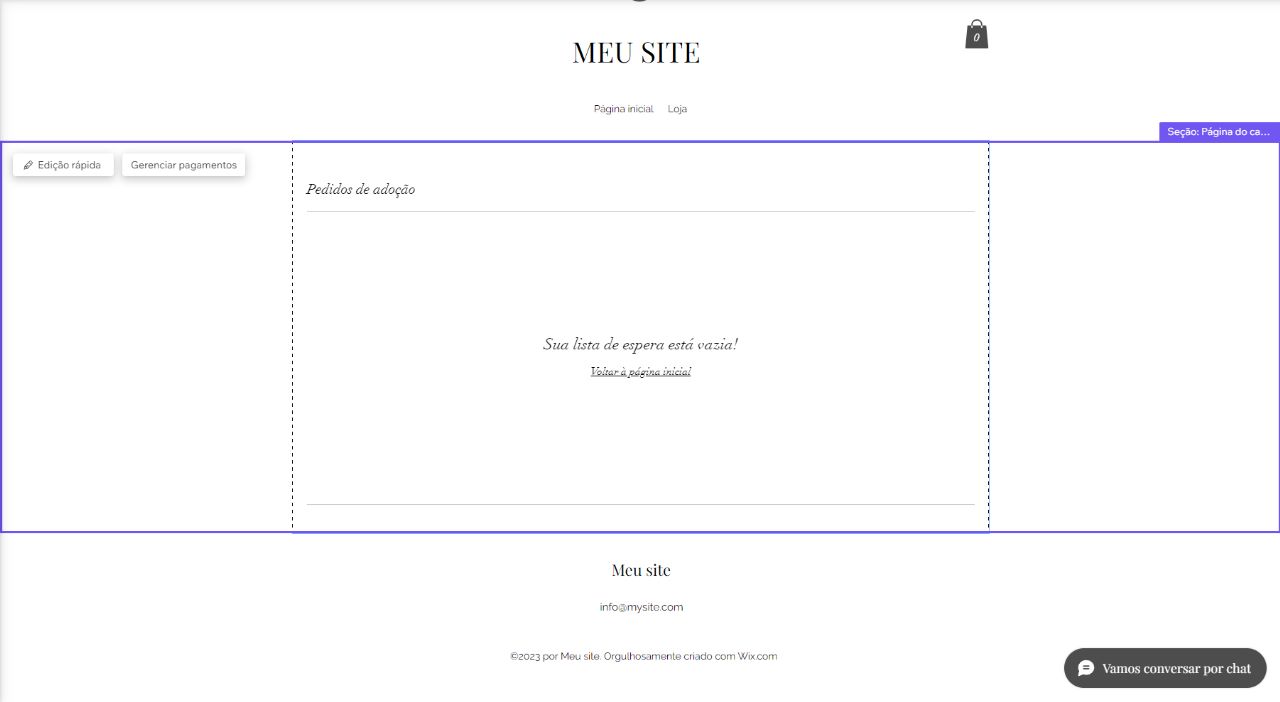 MEU SITE
0
Página inicial Loja
Seção: Página do ca...
Edição rápida Gerenciar pagamentos
Pedidos de adoção
Sua lista de espera está vazia!
Voltar à página inicial
Meu site
info@mysite.com
©2023 por Meu site. Orgulhosamente criado com Wix.com
Vamos conversar por chat